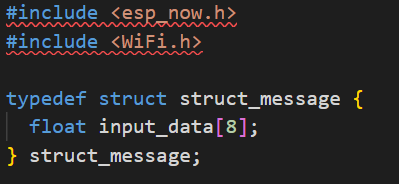 #include <esp_now.h>
#include <WiFi.h>
typedef struct struct_message {
float input_data[8];
} struct_message;